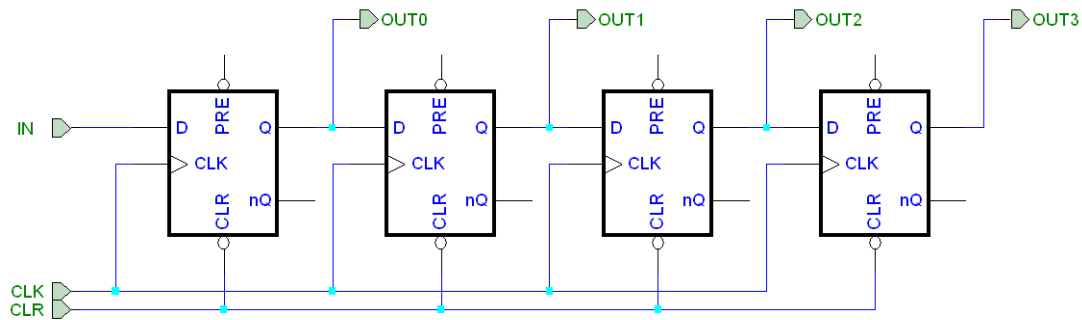 OUT0
OUT1
OUT2
OUT3
PRE
PRE
PRE
PRE
IN
D
Q
D
Q
D
Q
D
Q
CLK
CLK
CLK
CLK
CLR
nQ
CLR
nQ
CLR
nQ
CLR
nQ
CLK
CLR